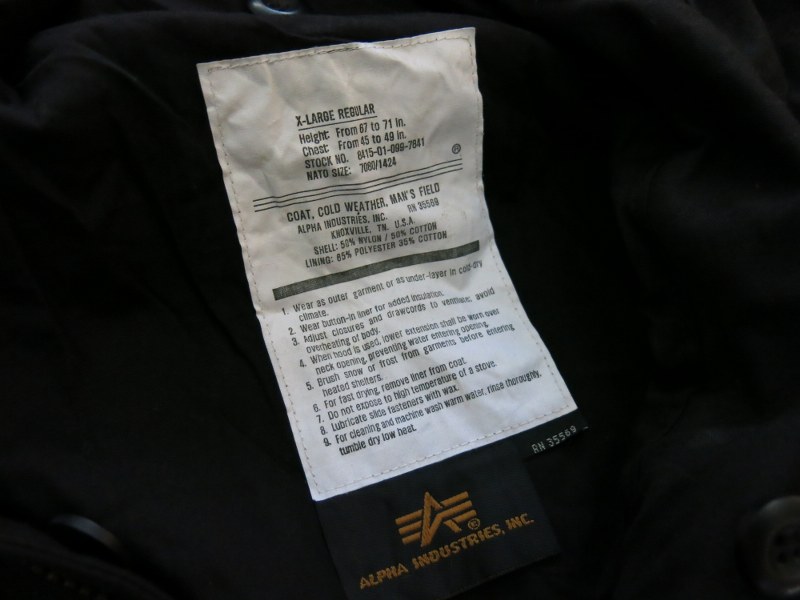 X-LARGE REGULAR
Height: From 67 to 71 in.
Chest: From 45 to 49 in.
STOCK NO. 8415-01-099-7841
NATO SIZE: 7080/1424
®
COAT, COLD WEATHER, MAN'S FIELD
ALPHA INDUSTRIES, INC. RN 35569
KNOXVILLE, TN. U.S.A.
SHELL: 50% NYLON / 50% COTTON
LINING: 65% POLYESTER 35% COTTON
1. Wear as outer garment or as under-layer in cold-dry
climate.
2. Wear button-in liner for added insulation.
3. Adjust closures and drawcords to ventilate; avoid
overheating of body.
4. When hood is used, lower extension shall be worn over
neck opening, preventing water entering opening.
5. Brush snow or frost from garments before entering
heated shelters.
6. For fast drying, remove liner from coat.
7. Do not expose to high temperature of a stove.
8. Lubricate slide fasteners with wax.
9. For cleaning and machine wash warm water, rinse thoroughly,
tumble dry low heat.
RN 35569
®
ALPHA INDUSTRIES, INC.